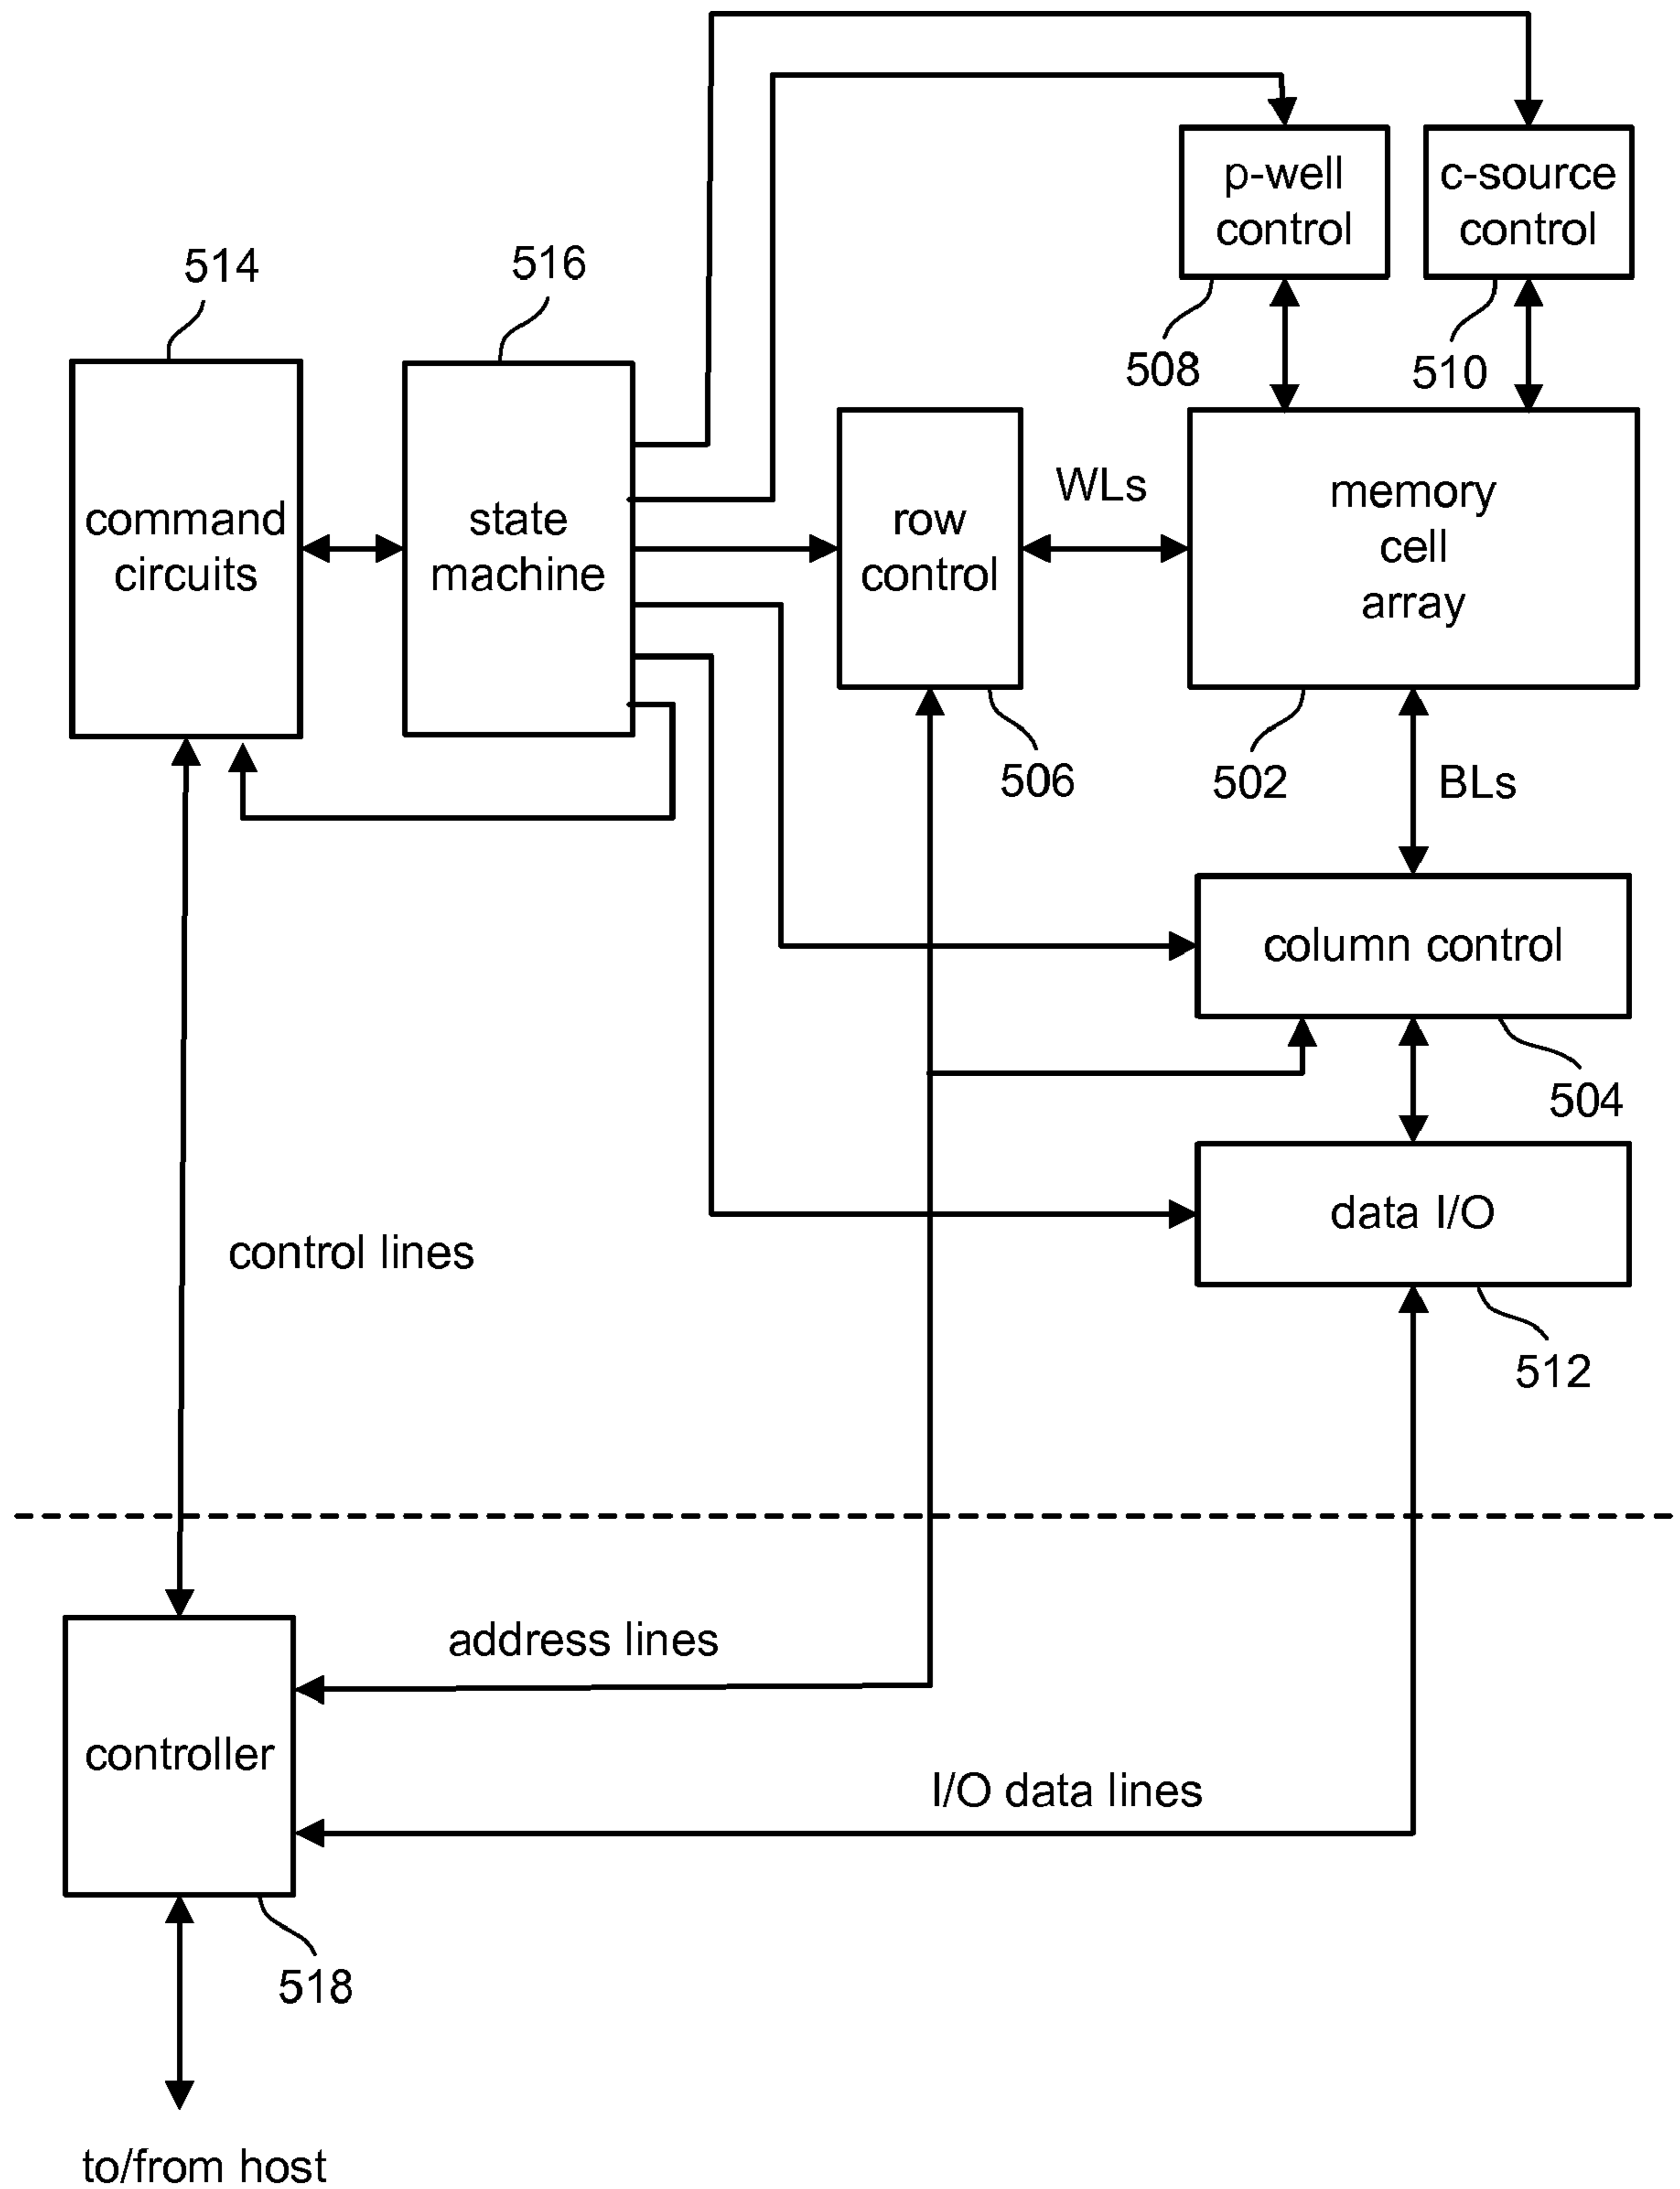 p-well
control
c-source
control
514
516
508
510
command
circuits
state
machine
row
control
WLs
memory
cell
array
506
502
BLs
column control
504
data I/O
control lines
512
address lines
controller
I/O data lines
518
to/from host